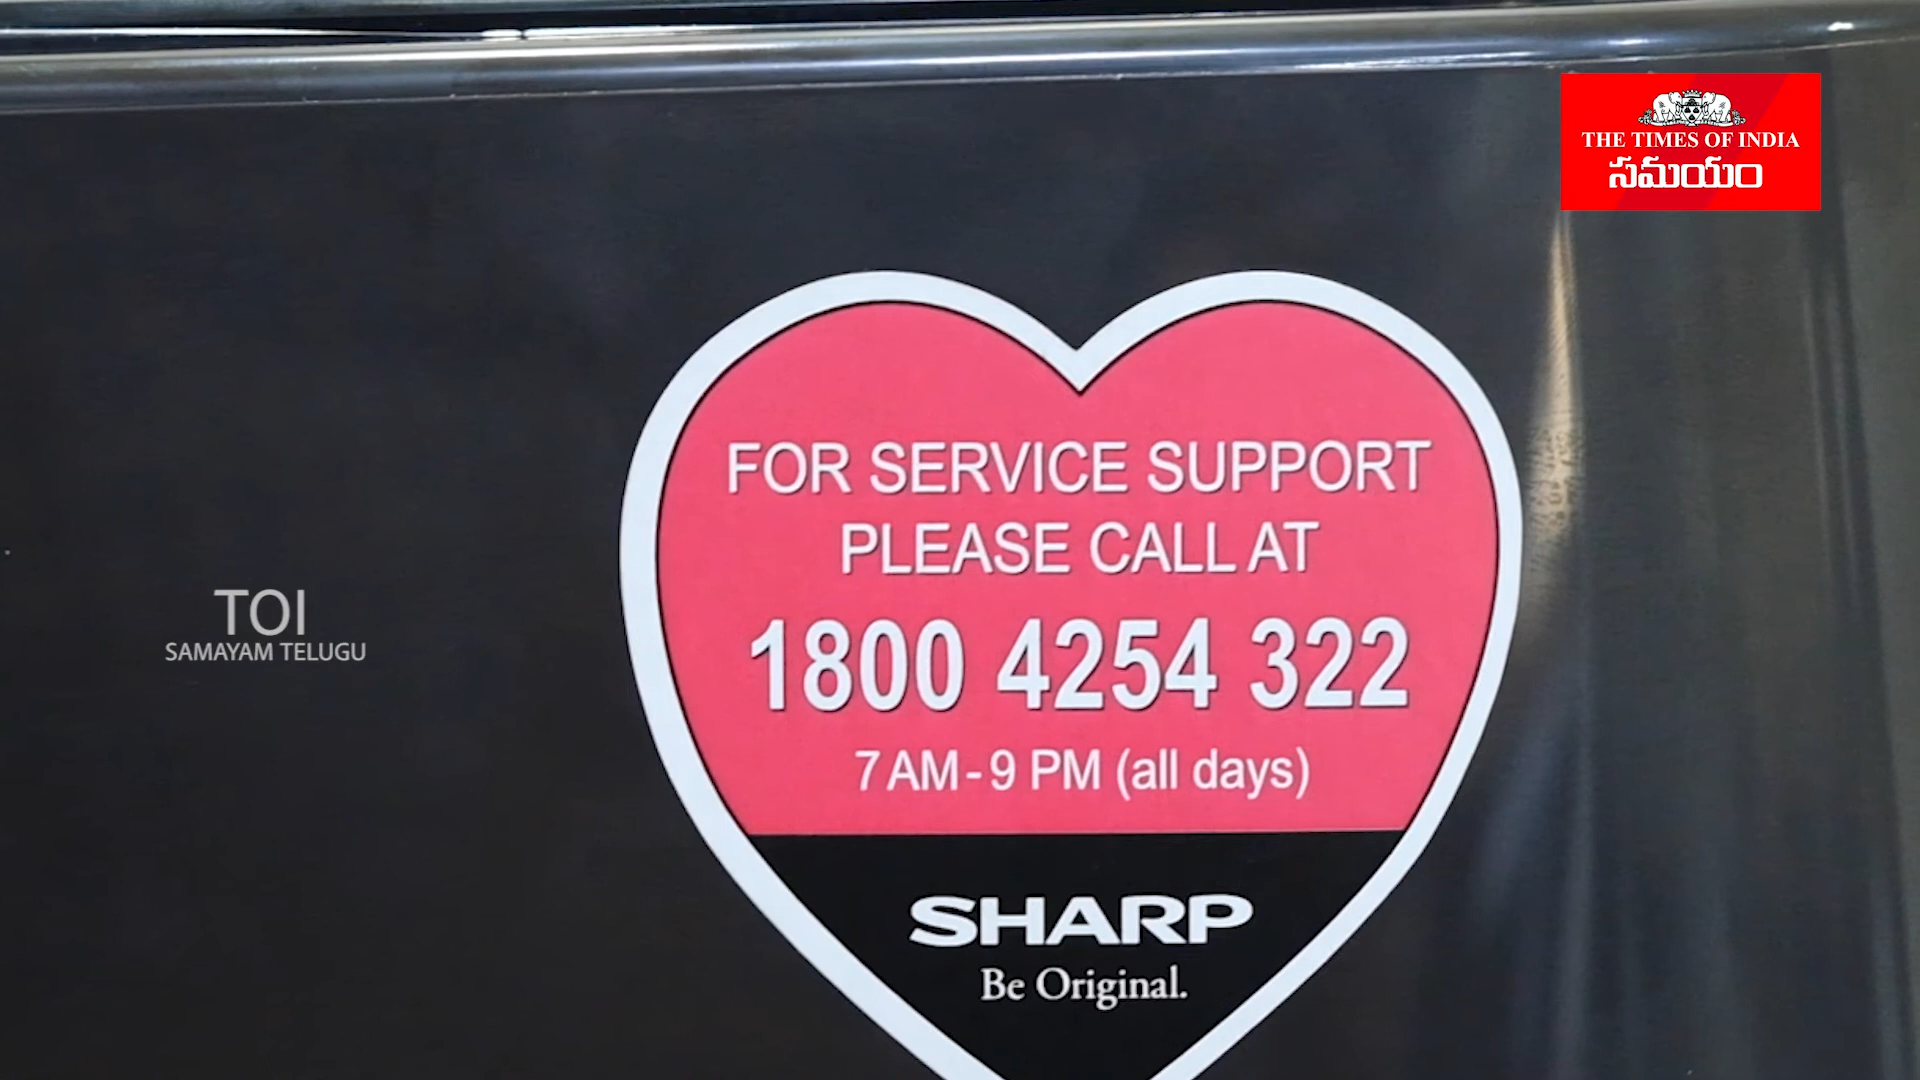 THE TIMES OF INDIA
సమయం
FOR SERVICE SUPPORT
PLEASE CALL AT
1800 4254 322
7 AM - 9 PM (all days)
SHARP
Be Original.
TOI
SAMAYAM TELUGU